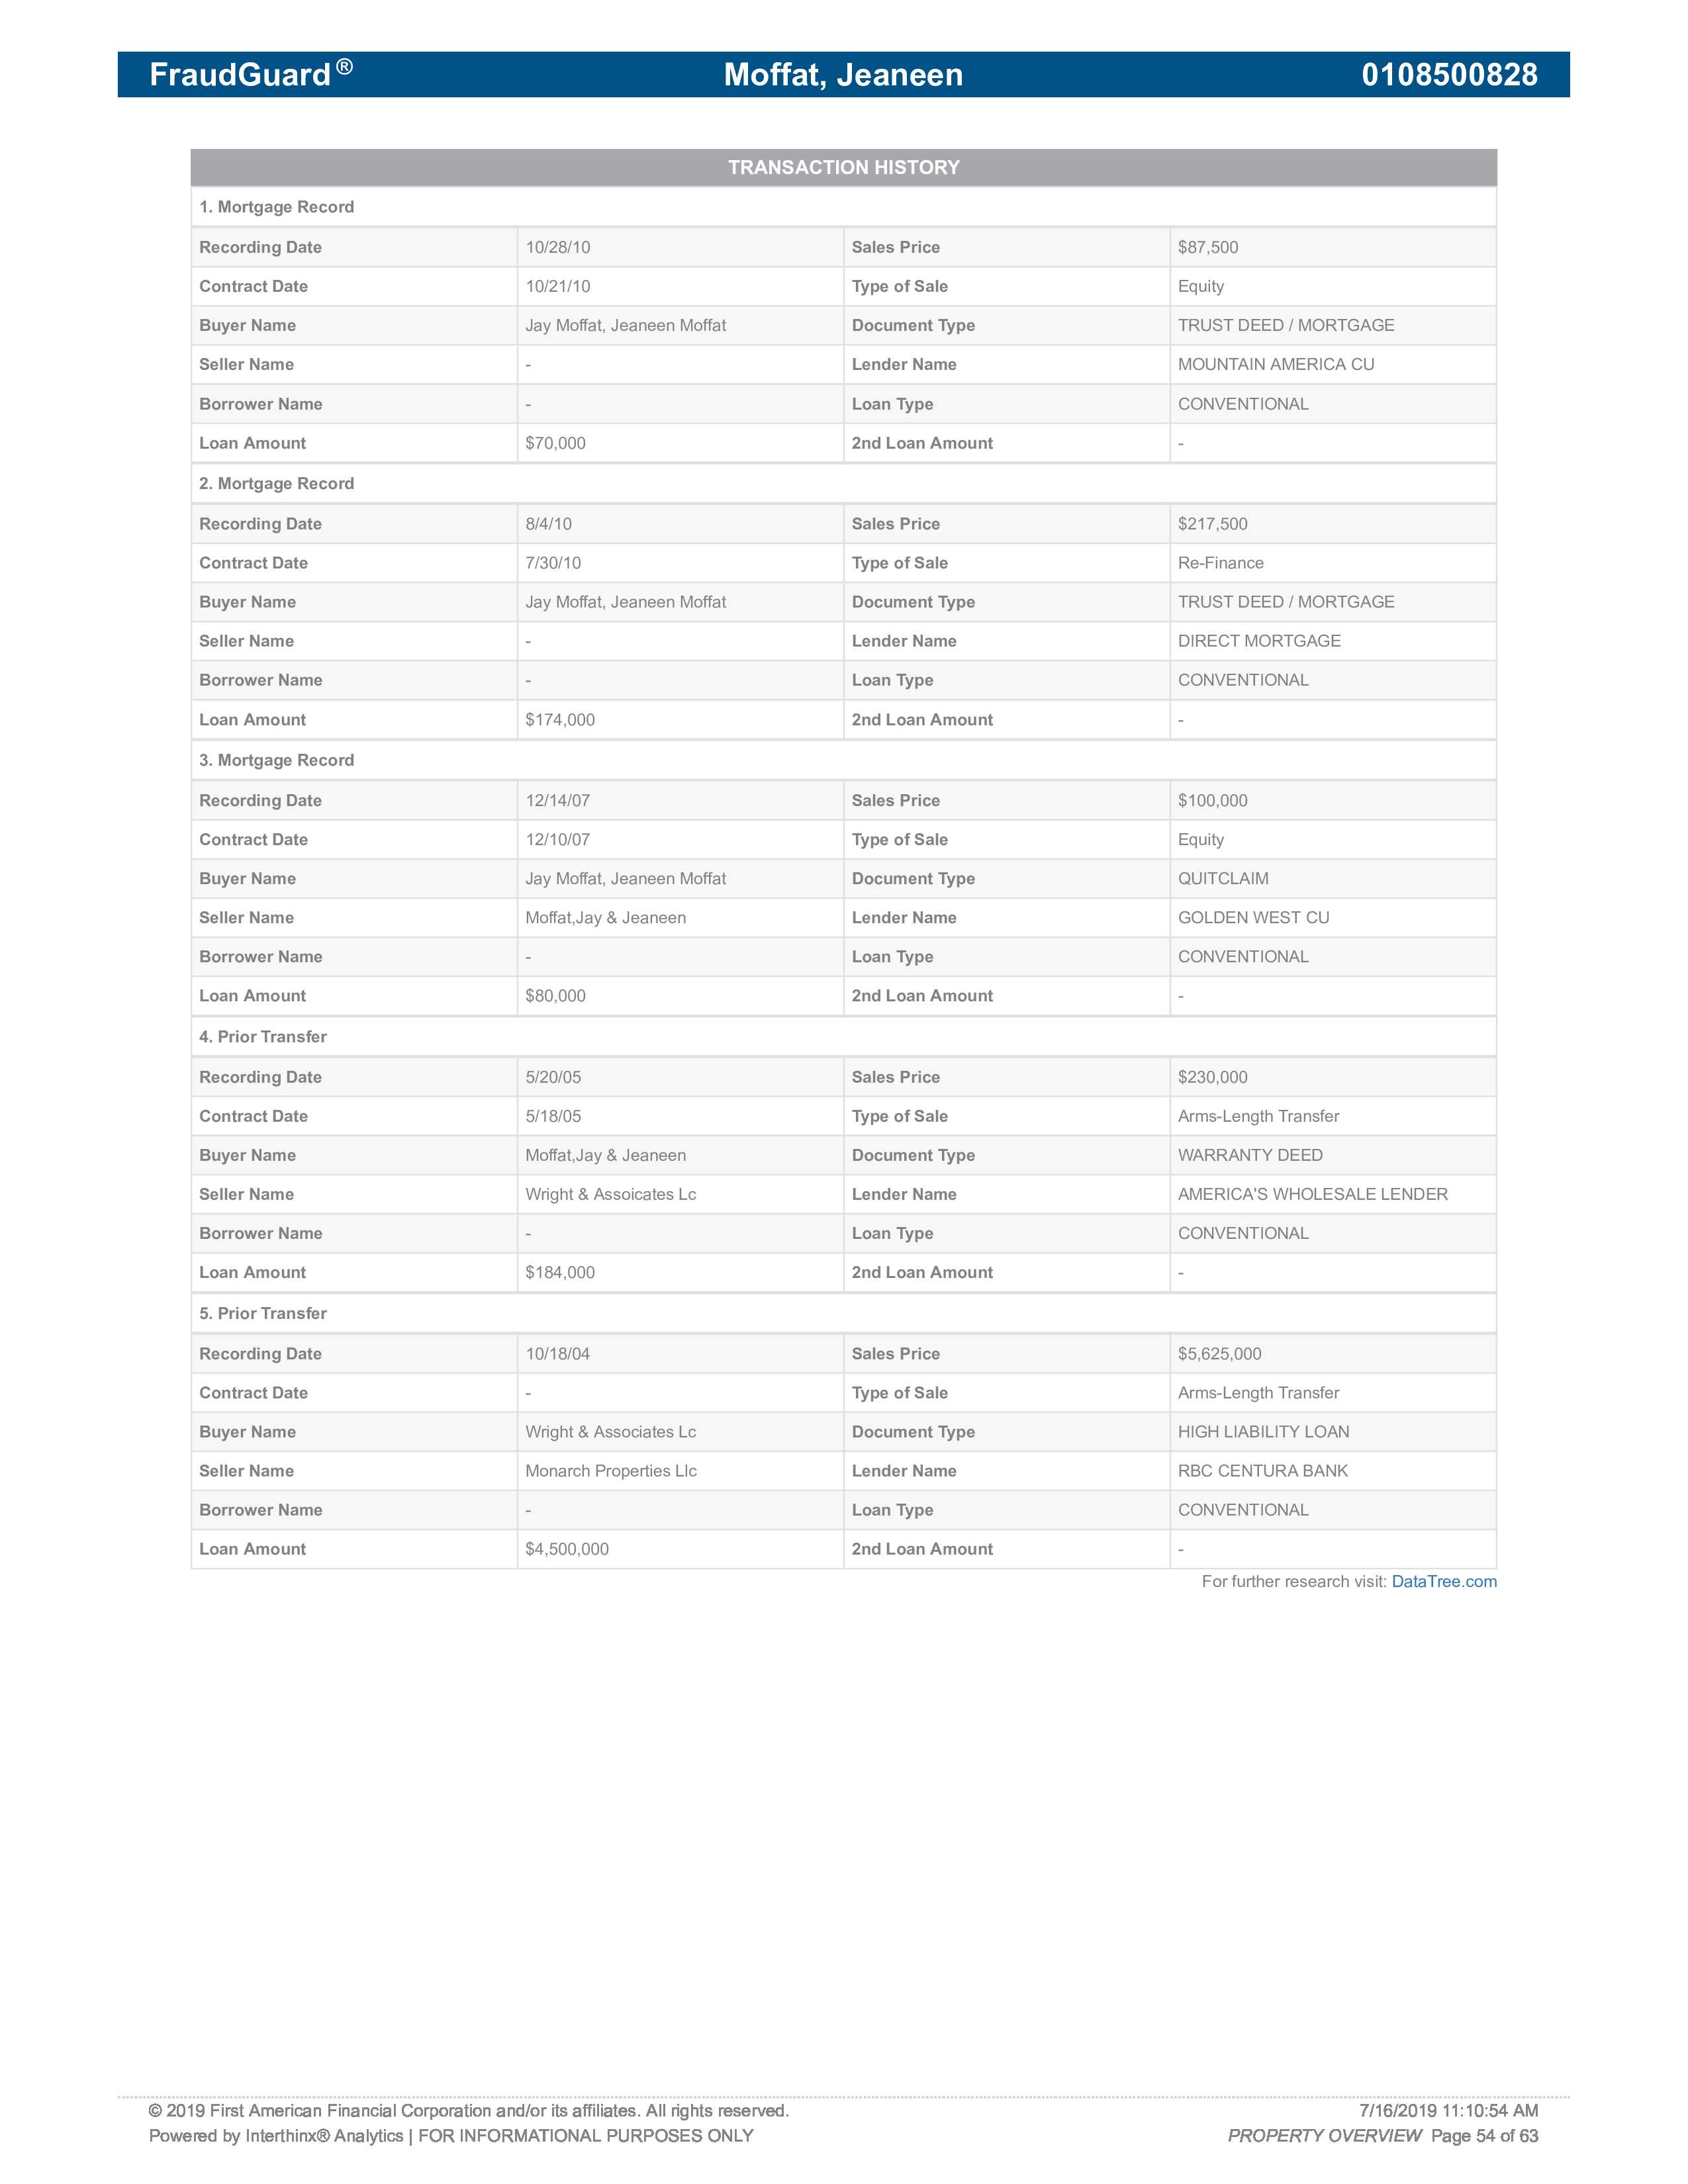 FraudGuard® Moffat, Jeaneen 0108500828
TRANSACTION HISTORY
1. Mortgage Record
Recording Date 10/28/10 Sales Price $87,500
Contract Date 10/21/10 Type of Sale Equity
Buyer Name Jay Moffat, Jeaneen Moffat Document Type TRUST DEED / MORTGAGE
Seller Name - Lender Name MOUNTAIN AMERICA CU
Borrower Name - Loan Type CONVENTIONAL
Loan Amount $70,000 2nd Loan Amount -
2. Mortgage Record
Recording Date 8/4/10 Sales Price $217,500
Contract Date 7/30/10 Type of Sale Re-Finance
Buyer Name Jay Moffat, Jeaneen Moffat Document Type TRUST DEED / MORTGAGE
Seller Name - Lender Name DIRECT MORTGAGE
Borrower Name - Loan Type CONVENTIONAL
Loan Amount $174,000 2nd Loan Amount -
3. Mortgage Record
Recording Date 12/14/07 Sales Price $100,000
Contract Date 12/10/07 Type of Sale Equity
Buyer Name Jay Moffat, Jeaneen Moffat Document Type QUITCLAIM
Seller Name Moffat,Jay & Jeaneen Lender Name GOLDEN WEST CU
Borrower Name - Loan Type CONVENTIONAL
Loan Amount $80,000 2nd Loan Amount -
4. Prior Transfer
Recording Date 5/20/05 Sales Price $230,000
Contract Date 5/18/05 Type of Sale Arms-Length Transfer
Buyer Name Moffat,Jay & Jeaneen Document Type WARRANTY DEED
Seller Name Wright & Assoicates Lc Lender Name AMERICA'S WHOLESALE LENDER
Borrower Name - Loan Type CONVENTIONAL
Loan Amount $184,000 2nd Loan Amount -
5. Prior Transfer
Recording Date 10/18/04 Sales Price $5,625,000
Contract Date - Type of Sale Arms-Length Transfer
Buyer Name Wright & Associates Lc Document Type HIGH LIABILITY LOAN
Seller Name Monarch Properties Llc Lender Name RBC CENTURA BANK
Borrower Name - Loan Type CONVENTIONAL
Loan Amount $4,500,000 2nd Loan Amount -
For further research visit: DataTree.com
© 2019 First American Financial Corporation and/or its affiliates. All rights reserved. 7/16/2019 11:10:54 AM
Powered by Interthinx® Analytics | FOR INFORMATIONAL PURPOSES ONLY PROPERTY OVERVIEW Page 54 of 63